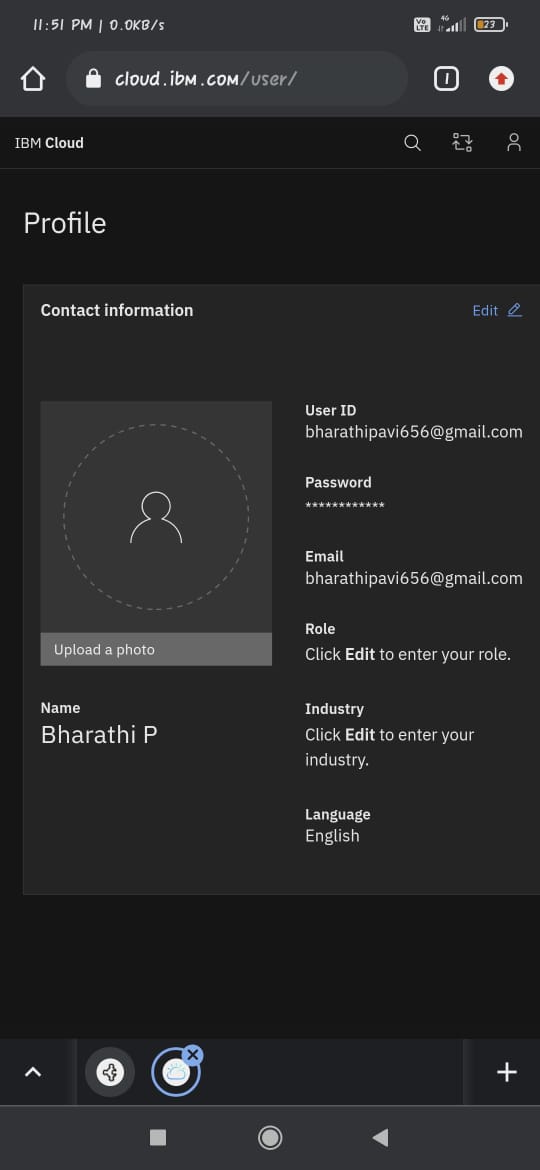 11:51 PM | 0.0KB/s
Vo LTE 4G 23
cloud.ibm.com/user/
1
IBM Cloud
Profile
Contact information
Edit
User ID
bharathipavi656@gmail.com
Password
************
Email
bharathipavi656@gmail.com
Role
Click Edit to enter your role.
Upload a photo
Name
Bharathi P
Industry
Click Edit to enter your
industry.
Language
English